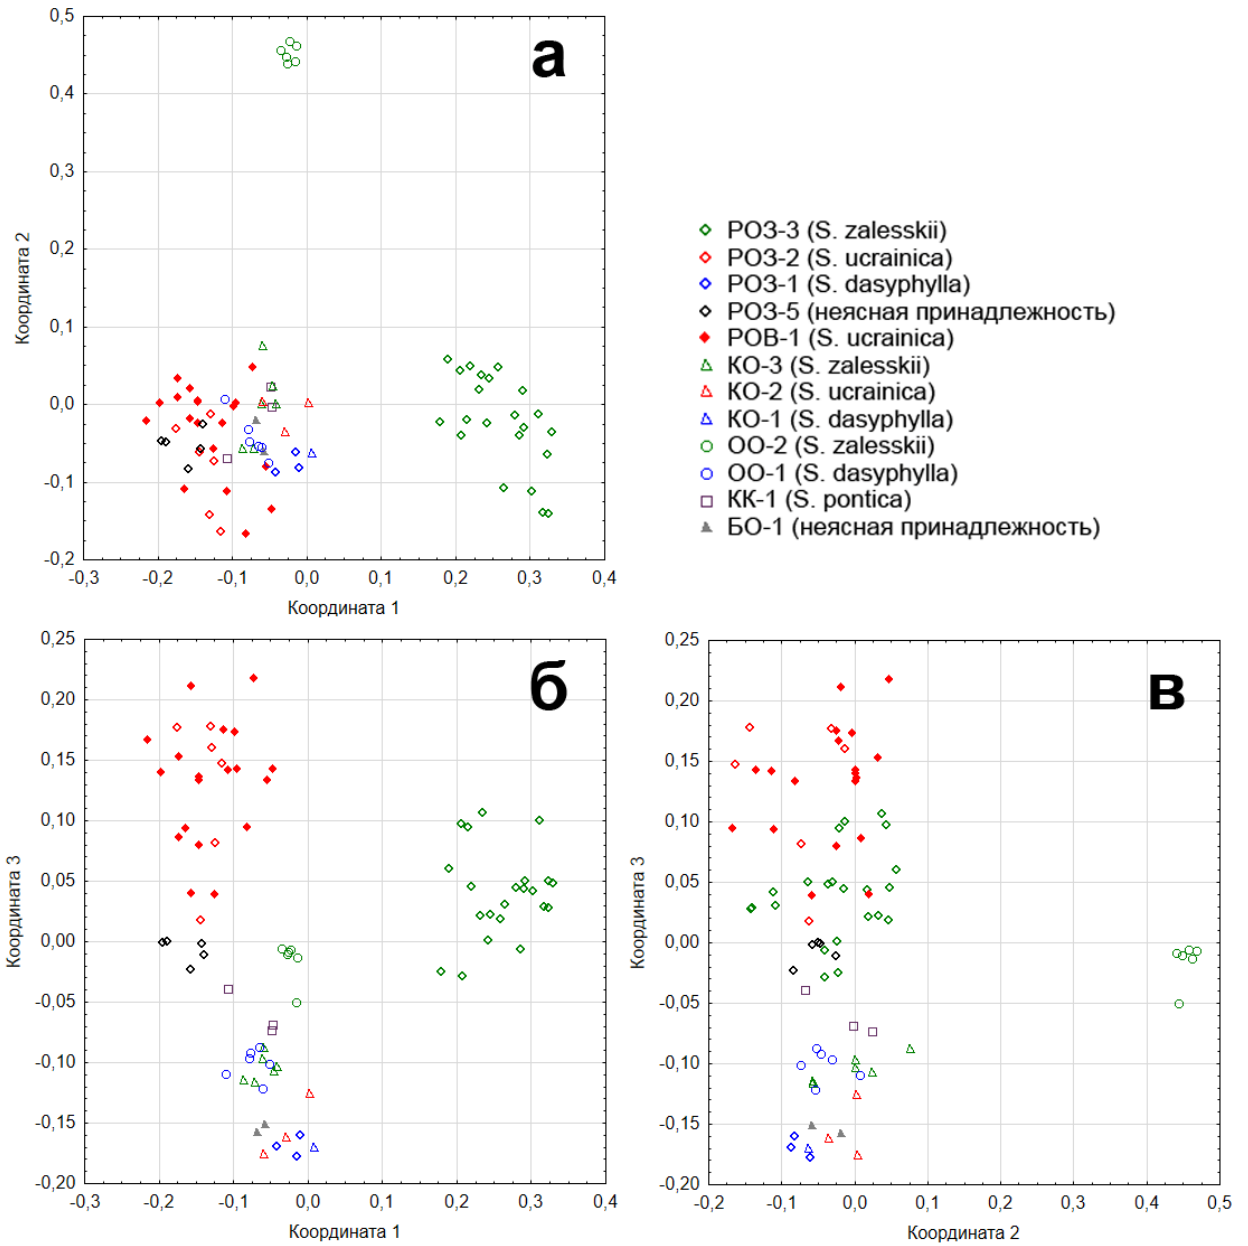 а
0,5
0,4
0,3
0,2
0,1
0,0
-0,1
-0,2
Координата 2
-0,3 -0,2 -0,1 0,0 0,1 0,2 0,3 0,4
Координата 1
РОЗ-3 (S. zalesskii)
РОЗ-2 (S. ucrainica)
РОЗ-1 (S. dasyphylla)
РОЗ-5 (неясная принадлежность)
РОВ-1 (S. ucrainica)
КО-3 (S. zalesskii)
КО-2 (S. ucrainica)
КО-1 (S. dasyphylla)
ОО-2 (S. zalesskii)
ОО-1 (S. dasyphylla)
КК-1 (S. pontica)
БО-1 (неясная принадлежность)
б
0,25
0,20
0,15
0,10
0,05
0,00
-0,05
-0,10
-0,15
-0,20
Координата 3
-0,3 -0,2 -0,1 0,0 0,1 0,2 0,3 0,4
Координата 1
в
0,25
0,20
0,15
0,10
0,05
0,00
-0,05
-0,10
-0,15
-0,20
Координата 3
-0,2 -0,1 0,0 0,1 0,2 0,3 0,4 0,5
Координата 2